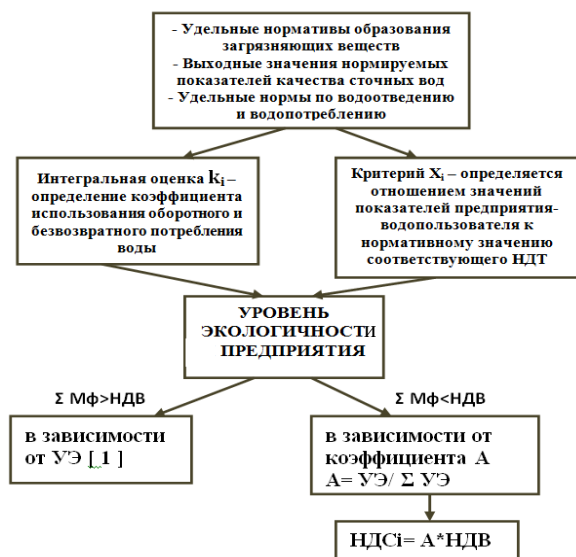 - Удельные нормативы образования
загрязняющих веществ
- Выходные значения нормируемых
показателей качества сточных вод
- Удельные нормы по водоотведению
и водопотреблению
Интегральная оценка ki –
определение коэффициента
использования оборотного и
безвозвратного потребления
воды
Критерий Xi – определяется
отношением значений
показателей предприятия-
водопользователя к
нормативному значению
соответствующего НДТ
УРОВЕНЬ
ЭКОЛОГИЧНОСТИ
ПРЕДПРИЯТИЯ
Σ Мф>НДВ
Σ Мф<НДВ
в зависимости
от УЭ [ 1 ]
в зависимости от
коэффициента А
А= УЭ/ Σ УЭ
НДСi= А*НДВ